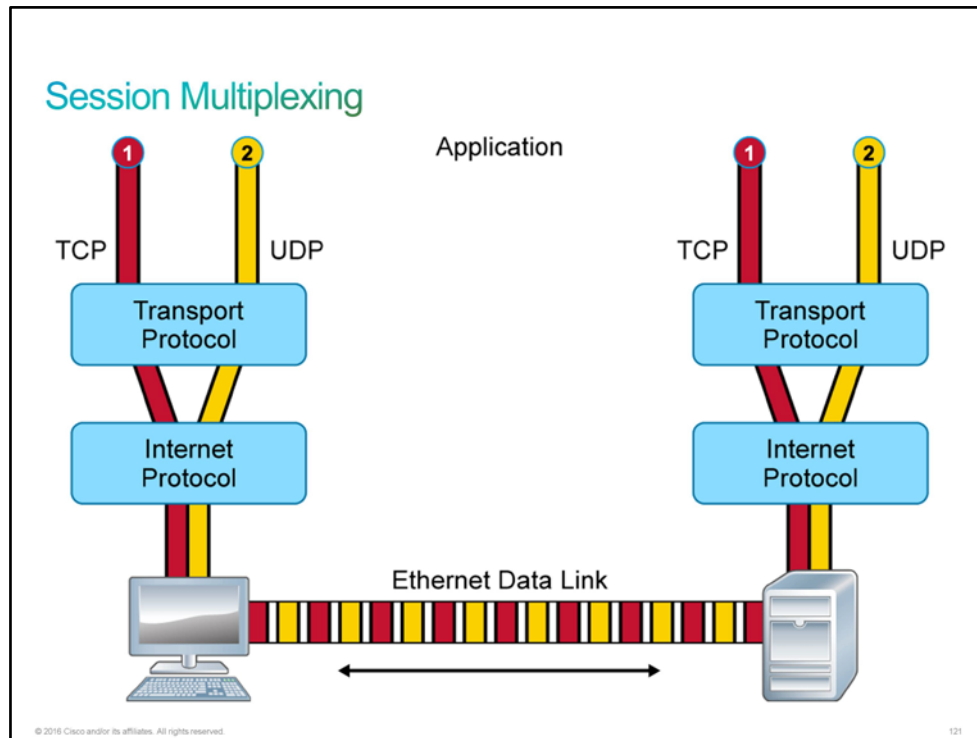 Session Multiplexing
1
2
Application
1
2
TCP
UDP
TCP
UDP
Transport
Protocol
Transport
Protocol
Internet
Protocol
Internet
Protocol
Ethernet Data Link
© 2016 Cisco and/or its affiliates. All rights reserved.
121